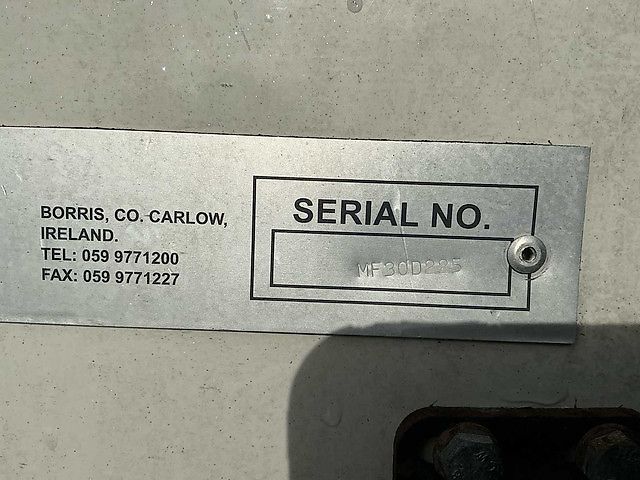 BORRIS, CO. CARLOW,
IRELAND.
TEL: 059 9771200
FAX: 059 9771227
SERIAL NO.
MF30D225